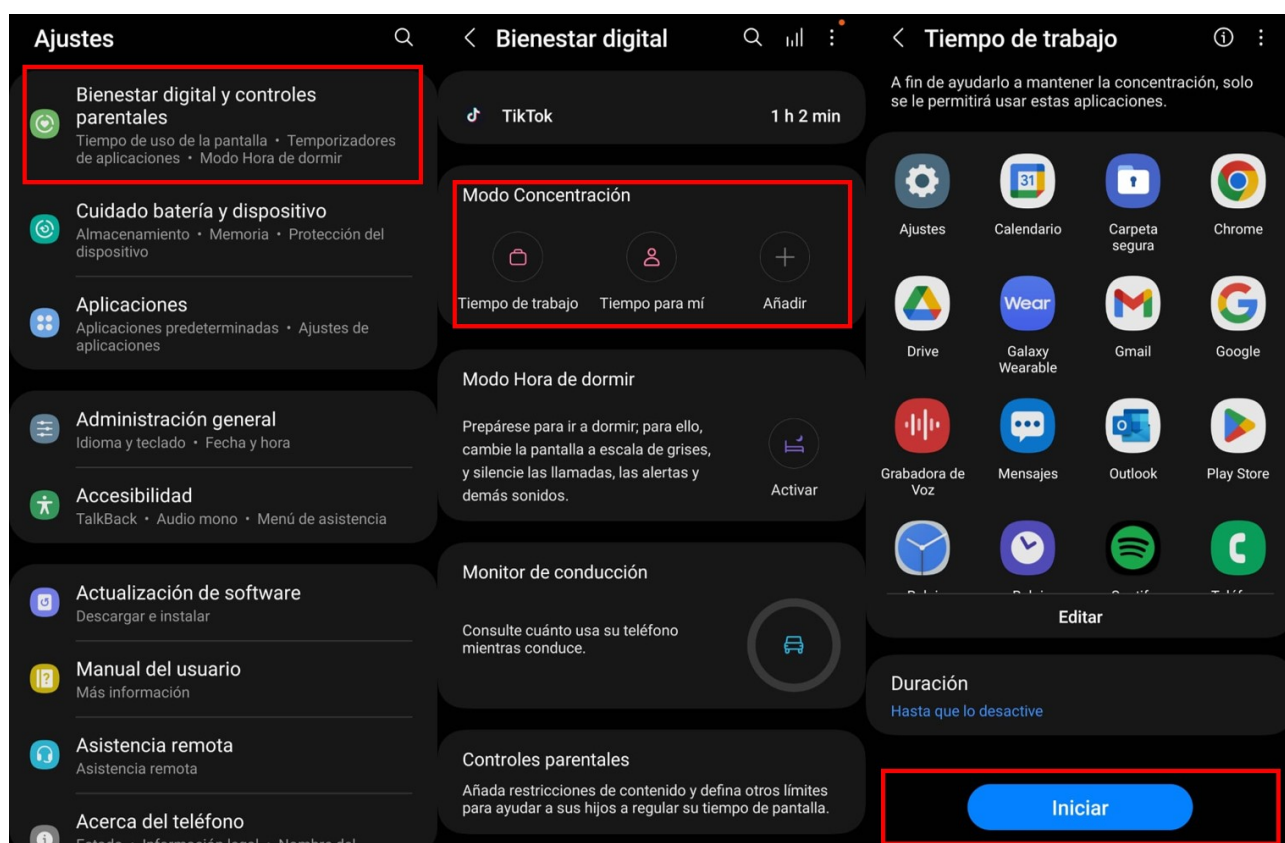 Ajustes
Bienestar digital y controles
parentales
Tiempo de uso de la pantalla • Temporizadores
de aplicaciones • Modo Hora de dormir
Cuidado batería y dispositivo
Almacenamiento • Memoria • Protección del
dispositivo
Aplicaciones
Aplicaciones predeterminadas • Ajustes de
aplicaciones
Administración general
Idioma y teclado • Fecha y hora
Accesibilidad
TalkBack • Audio mono • Menú de asistencia
Actualización de software
Descargar e instalar
Manual del usuario
Más información
Asistencia remota
Asistencia remota
Acerca del teléfono
Bienestar digital
TikTok 1 h 2 min
Modo Concentración
Tiempo de trabajo Tiempo para mí Añadir
Modo Hora de dormir
Prepárese para ir a dormir; para ello,
cambie la pantalla a escala de grises,
y silencie las llamadas, las alertas y
demás sonidos.
Activar
Monitor de conducción
Consulte cuánto usa su teléfono
mientras conduce.
Controles parentales
Añada restricciones de contenido y defina otros límites
para ayudar a sus hijos a regular su tiempo de pantalla.
Tiempo de trabajo
A fin de ayudarlo a mantener la concentración, solo
se le permitirá usar estas aplicaciones.
31
Ajustes Calendario Carpeta
segura Chrome
Wear
Drive Galaxy
Wearable Gmail Google
Grabadora de
Voz Mensajes Outlook Play Store
Editar
Duración
Hasta que lo desactive
Iniciar